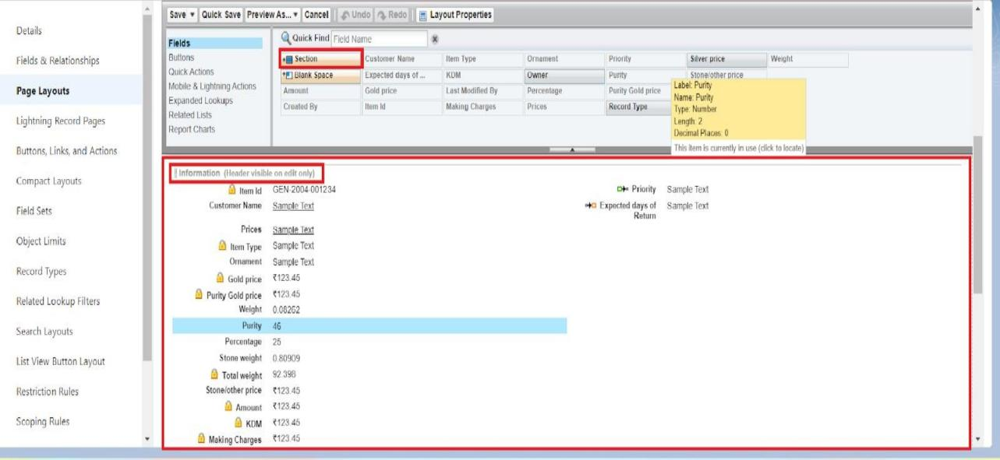 Save ▼ Quick Save Preview As... ▼ Cancel Undo Redo Layout Properties
Details
Fields & Relationships
Page Layouts
Lightning Record Pages
Buttons, Links, and Actions
Compact Layouts
Field Sets
Object Limits
Record Types
Related Lookup Filters
Search Layouts
List View Button Layout
Restriction Rules
Scoping Rules
Fields
Buttons
Quick Actions
Mobile & Lightning Actions
Expanded Lookups
Related Lists
Report Charts
Quick Find Field Name
Section Customer Name Item Type Ornament Priority Silver price Weight
Blank Space Expected days of ... KDM Owner Purity Stone/other price
Amount Gold price Last Modified By Percentage Purity Gold price
Created By Item Id Making Charges Prices Record Type
Label: Purity
Name: Purity
Type: Number
Length: 2
Decimal Places: 0
This item is currently in use (click to locate)
Information (Header visible on edit only)
Item Id GEN-2004-001234 Priority Sample Text
Customer Name Sample Text Expected days of Return Sample Text
Prices Sample Text
Item Type Sample Text
Ornament Sample Text
Gold price ₹123.45
Purity Gold price ₹123.45
Weight 0.08262
Purity 46
Percentage 25
Stone weight 0.80909
Total weight 92.398
Stone/other price ₹123.45
Amount ₹123.45
KDM ₹123.45
Making Charges ₹123.45